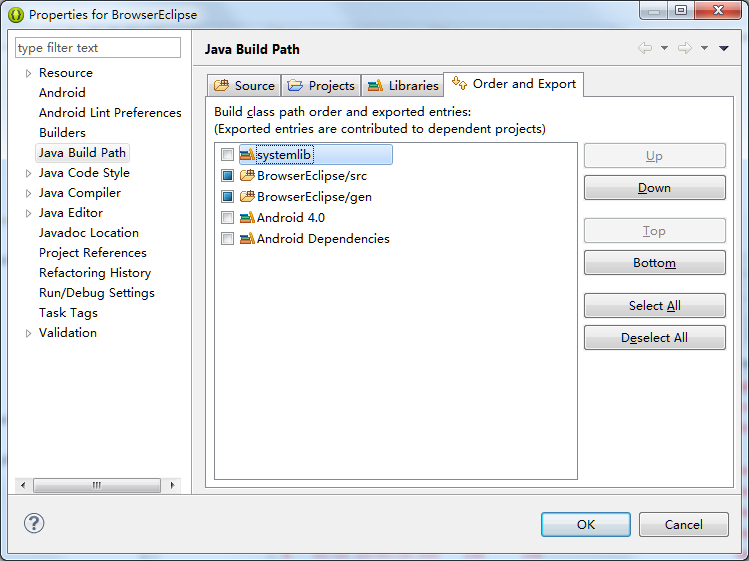 Properties for BrowserEclipse
type filter text
Resource
Android
Android Lint Preferences
Builders
Java Build Path
Java Code Style
Java Compiler
Java Editor
Javadoc Location
Project References
Refactoring History
Run/Debug Settings
Task Tags
Validation
Java Build Path
Source Projects Libraries Order and Export
Build class path order and exported entries:
(Exported entries are contributed to dependent projects)
systemlib
BrowserEclipse/src
BrowserEclipse/gen
Android 4.0
Android Dependencies
Up
Down
Top
Bottom
Select All
Deselect All
OK Cancel